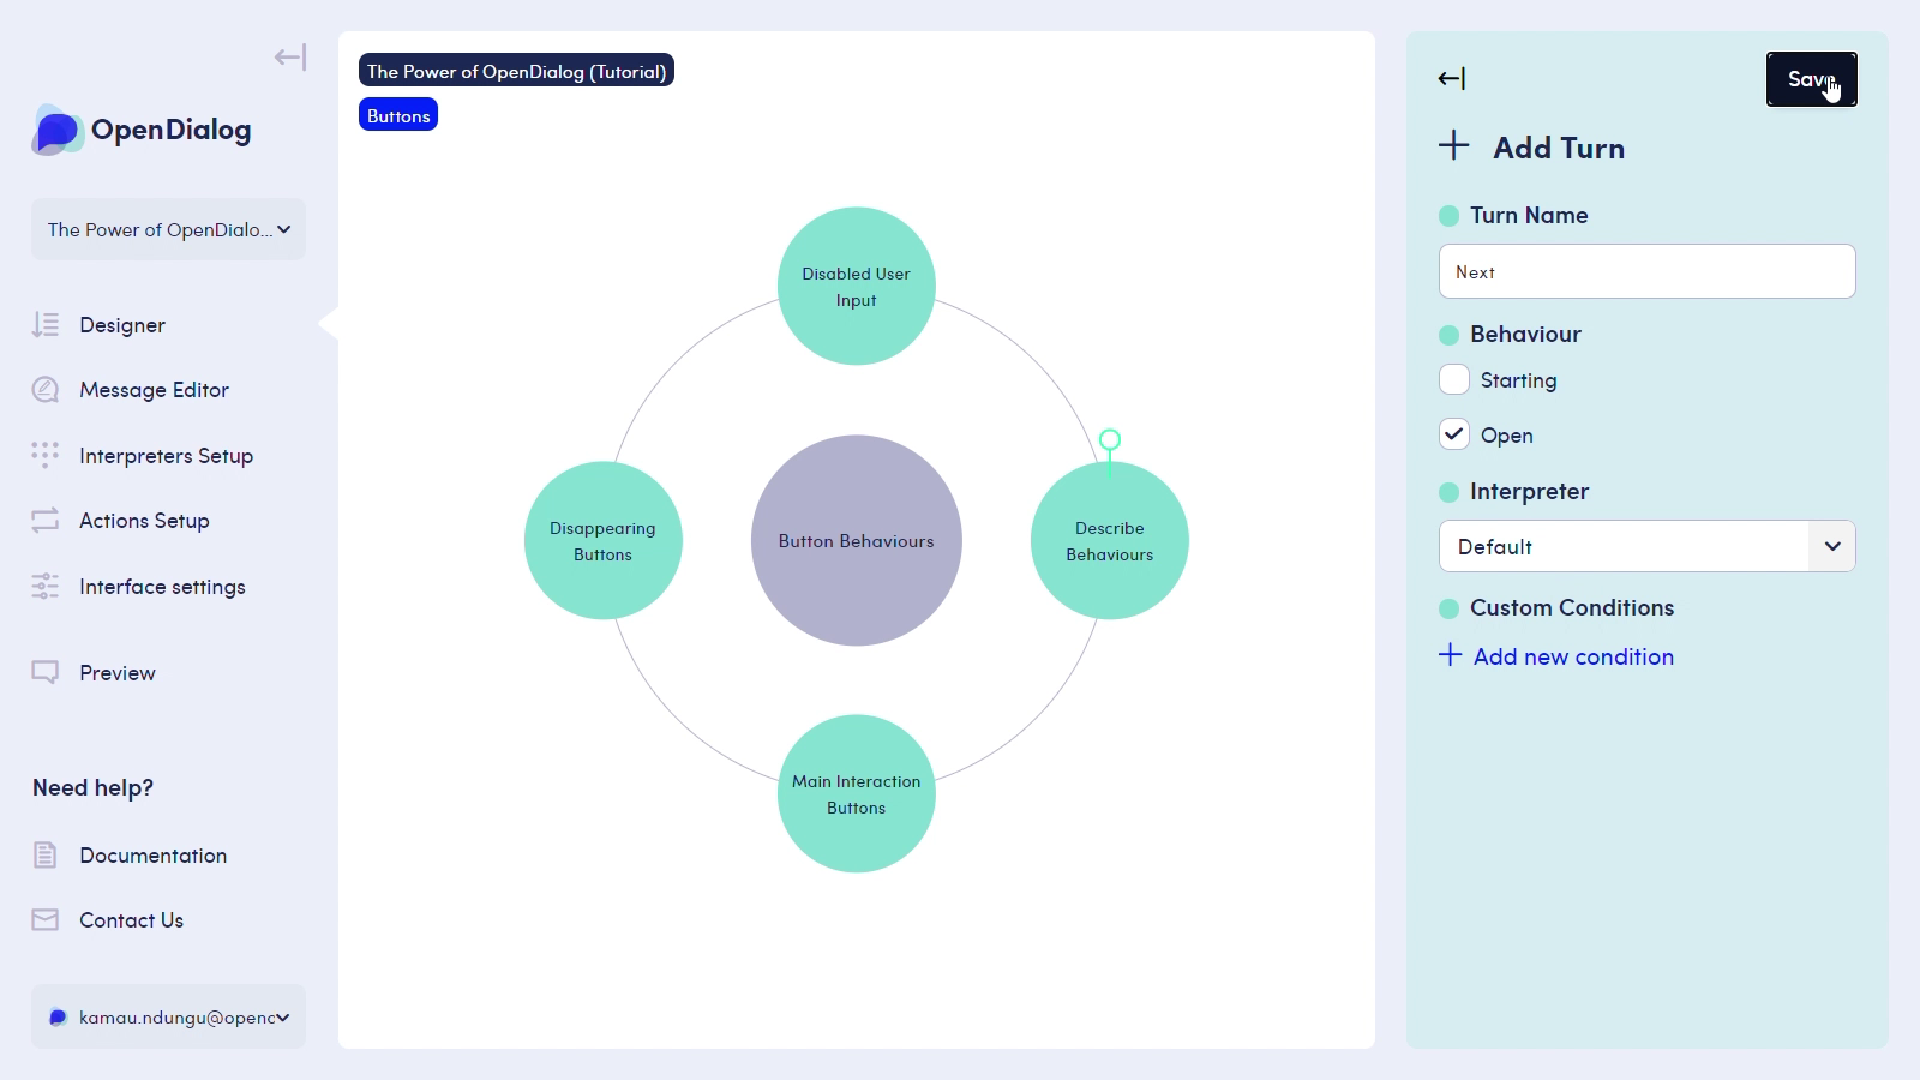 OpenDialog
The Power of OpenDialo...
Designer
Message Editor
Interpreters Setup
Actions Setup
Interface settings
Preview
Need help?
Documentation
Contact Us
kamau.ndungu@openc
The Power of OpenDialog (Tutorial)
Buttons
Disabled User
Input
Disappearing
Buttons
Button Behaviours
Describe
Behaviours
Main Interaction
Buttons
Save
Add Turn
Turn Name
Next
Behaviour
Starting
Open
Interpreter
Default
Custom Conditions
Add new condition